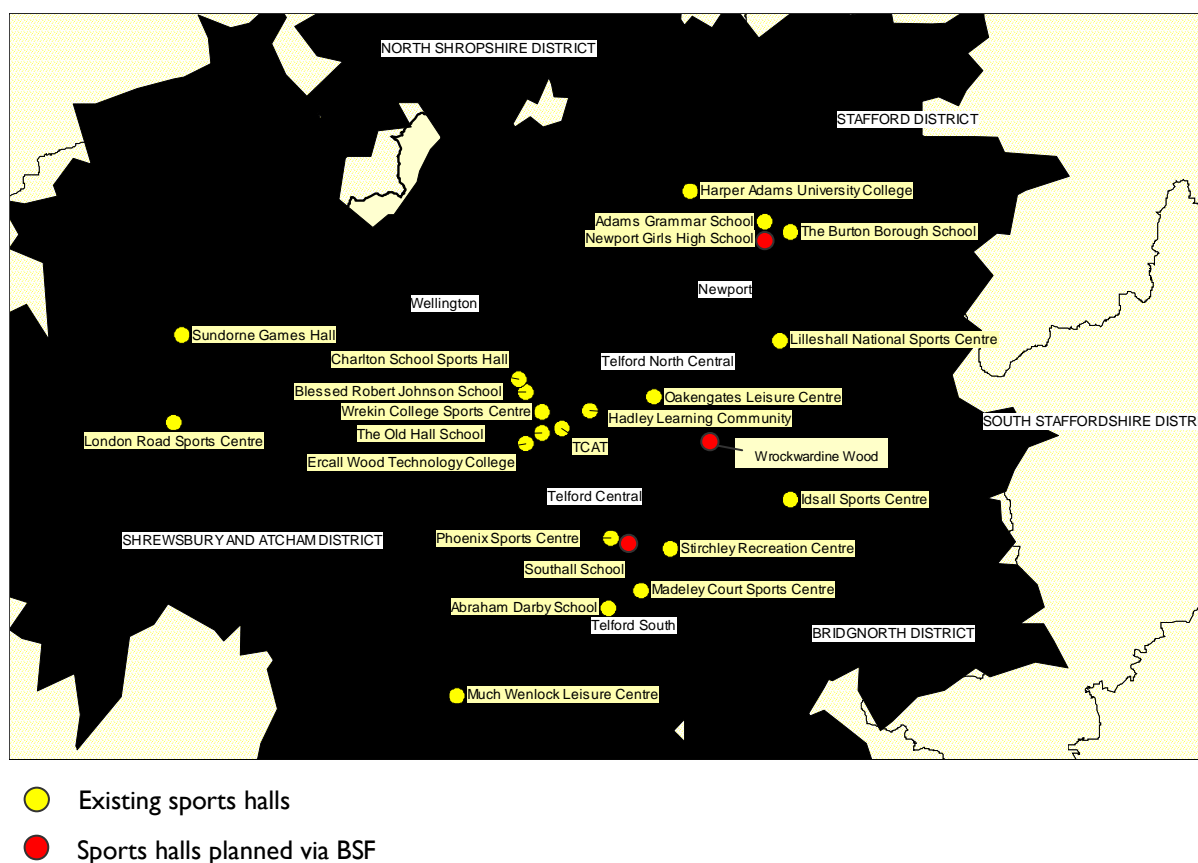 NORTH SHROPSHIRE DISTRICT
STAFFORD DISTRICT
Harper Adams University College
Adams Grammar School
The Burton Borough School
Newport Girls High School
Newport
Wellington
Sundorne Games Hall
Lilleshall National Sports Centre
Charlton School Sports Hall
Telford North Central
Blessed Robert Johnson School
Oakengates Leisure Centre
Wrekin College Sports Centre
Hadley Learning Community
SOUTH STAFFORDSHIRE DISTRI
The Old Hall School
London Road Sports Centre
TCAT
Wrockwardine Wood
Ercall Wood Technology College
Telford Central
Idsall Sports Centre
Phoenix Sports Centre
SHREWSBURY AND ATCHAM DISTRICT
Stirchley Recreation Centre
Southall School
Madeley Court Sports Centre
Abraham Darby School
Telford South
BRIDGNORTH DISTRICT
Much Wenlock Leisure Centre
Existing sports halls
Sports halls planned via BSF